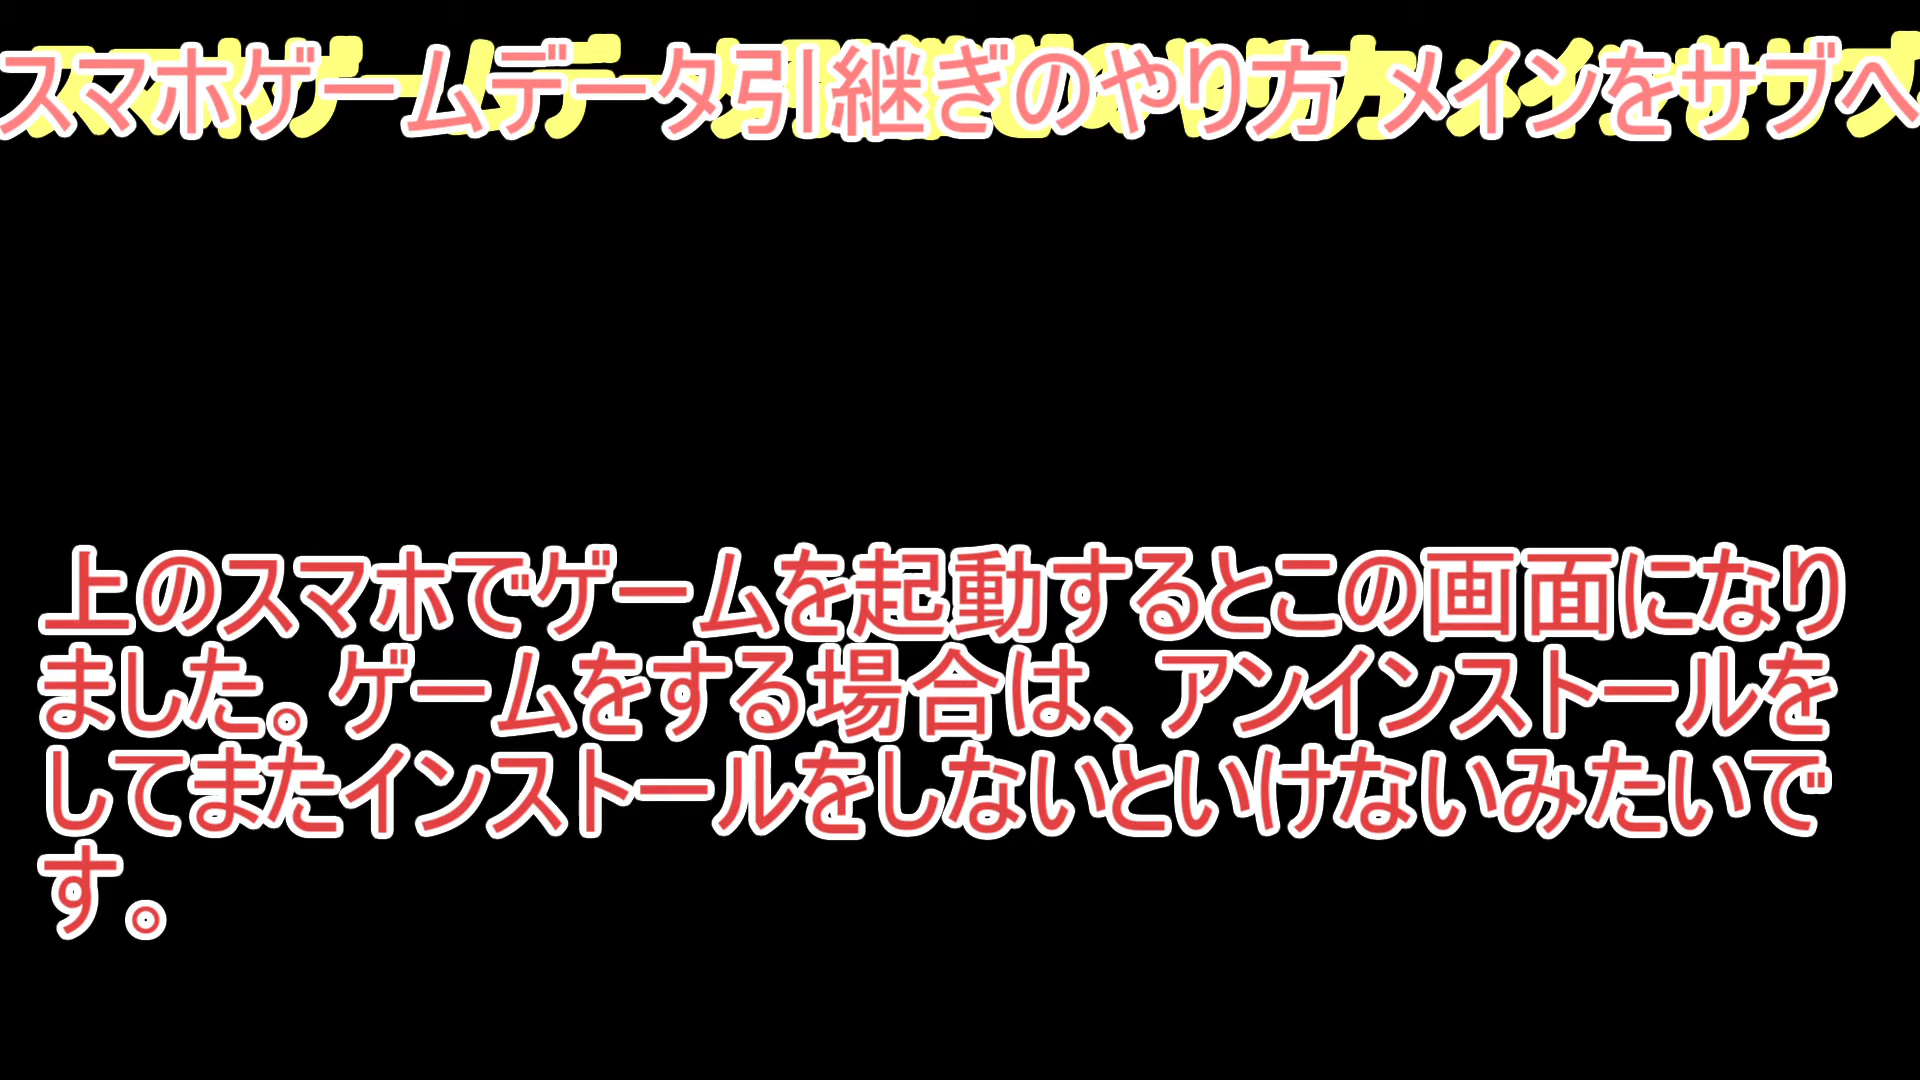 スマホゲームデータ引継ぎのやり方 メインをサブへ
上のスマホでゲームを起動するとこの画面になり
ました。ゲームをする場合は、アンインストールを
してまたインストールをしないといけないみたいで
す。